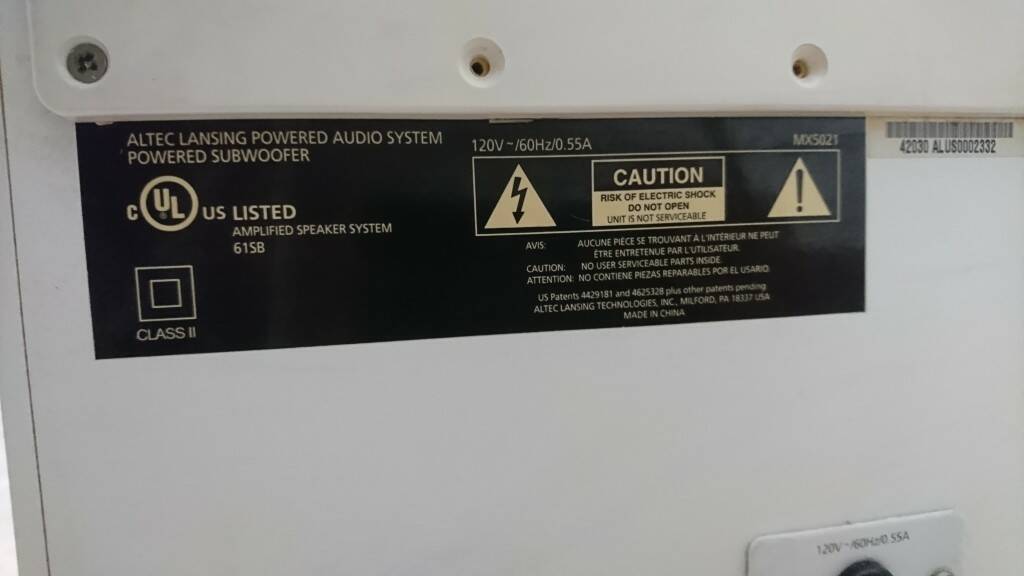 ALTEC LANSING POWERED AUDIO SYSTEM
POWERED SUBWOOFER
C UL US LISTED
AMPLIFIED SPEAKER SYSTEM
61SB
CLASS II
120V~/60Hz/0.55A
MX5021
CAUTION
RISK OF ELECTRIC SHOCK
DO NOT OPEN
UNIT IS NOT SERVICEABLE
AVIS: AUCUNE PIÈCE SE TROUVANT À L'INTÉRIEUR NE PEUT
ÊTRE ENTRETENUE PAR L'UTILISATEUR.
CAUTION: NO USER SERVICEABLE PARTS INSIDE.
ATTENTION: NO CONTIENE PIEZAS REPARABLES POR EL USARIO.
US Patents 4429181 and 4625328 plus other patents pending
ALTEC LANSING TECHNOLOGIES, INC., MILFORD, PA 18337 USA
MADE IN CHINA
42030 ALUS0002332
120V~/60Hz/0.55A